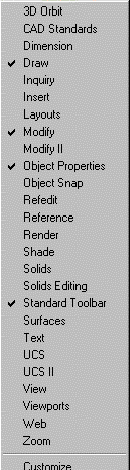 3D Orbit
CAD Standards
Dimension
Draw
Inquiry
Insert
Layouts
Modify
Modify II
Object Properties
Object Snap
Refedit
Reference
Render
Shade
Solids
Solids Editing
Standard Toolbar
Surfaces
Text
UCS
UCS II
View
Viewports
Web
Zoom
Customize